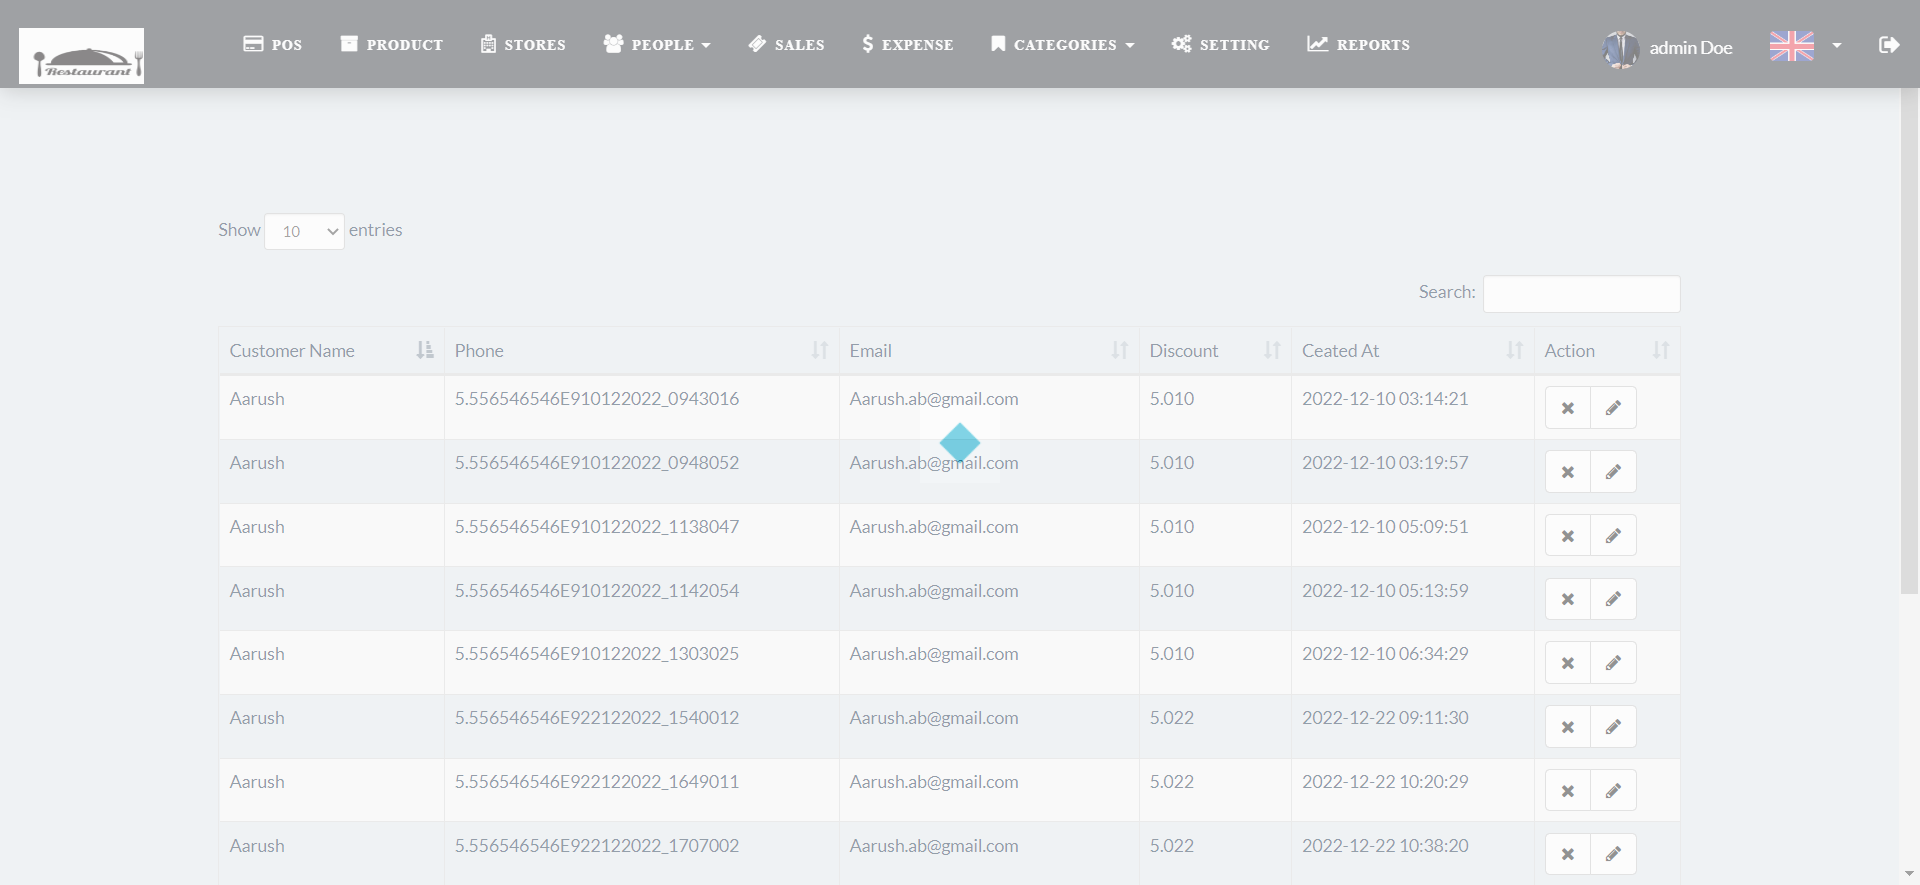 Restaurant
POS PRODUCT STORES PEOPLE SALES EXPENSE CATEGORIES SETTING REPORTS admin Doe
Show 10 entries
Search:
Customer Name Phone Email Discount Ceated At Action
Aarush 5.556546546E910122022_0943016 Aarush.ab@gmail.com 5.010 2022-12-10 03:14:21
Aarush 5.556546546E910122022_0948052 Aarush.ab@gmail.com 5.010 2022-12-10 03:19:57
Aarush 5.556546546E910122022_1138047 Aarush.ab@gmail.com 5.010 2022-12-10 05:09:51
Aarush 5.556546546E910122022_1142054 Aarush.ab@gmail.com 5.010 2022-12-10 05:13:59
Aarush 5.556546546E910122022_1303025 Aarush.ab@gmail.com 5.010 2022-12-10 06:34:29
Aarush 5.556546546E922122022_1540012 Aarush.ab@gmail.com 5.022 2022-12-22 09:11:30
Aarush 5.556546546E922122022_1649011 Aarush.ab@gmail.com 5.022 2022-12-22 10:20:29
Aarush 5.556546546E922122022_1707002 Aarush.ab@gmail.com 5.022 2022-12-22 10:38:20